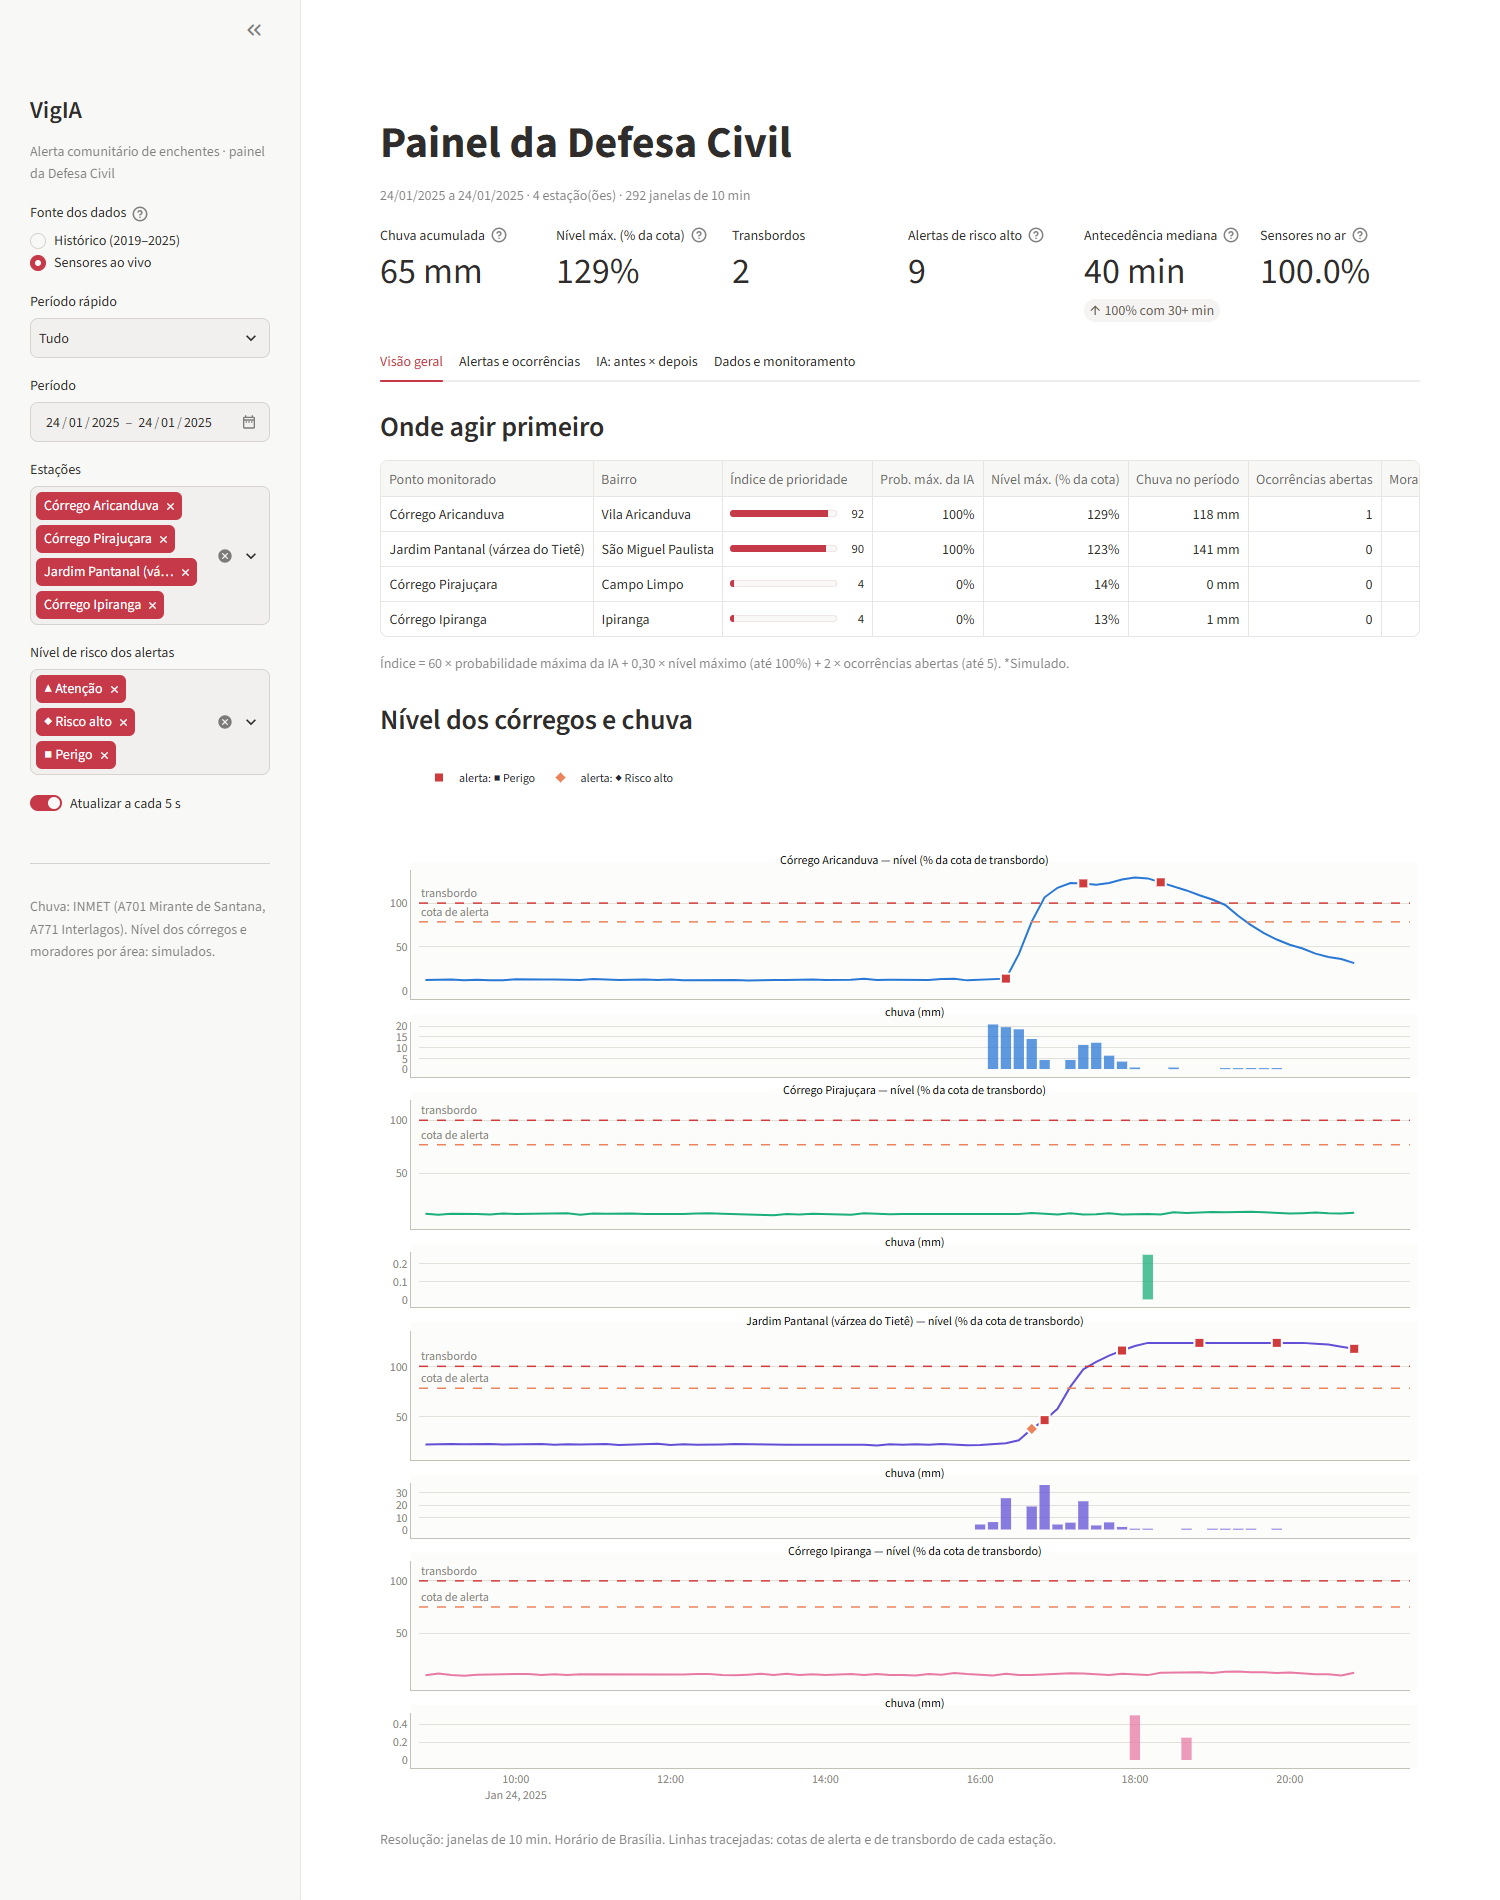 VigIA
Alerta comunitário de enchentes · painel
da Defesa Civil
Fonte dos dados
Histórico (2019–2025)
Sensores ao vivo
Período rápido
Tudo
Período
24/01/2025 – 24/01/2025
Estações
Córrego Aricanduva ×
Córrego Pirajuçara ×
Jardim Pantanal (vá… ×
Córrego Ipiranga ×
Nível de risco dos alertas
▲ Atenção ×
◆ Risco alto ×
■ Perigo ×
Atualizar a cada 5 s
Chuva: INMET (A701 Mirante de Santana,
A771 Interlagos). Nível dos córregos e
moradores por área: simulados.
Painel da Defesa Civil
24/01/2025 a 24/01/2025 · 4 estação(ões) · 292 janelas de 10 min
Chuva acumulada Nível máx. (% da cota) Transbordos Alertas de risco alto Antecedência mediana Sensores no ar
65 mm 129% 2 9 40 min 100.0%
↑ 100% com 30+ min
Visão geral Alertas e ocorrências IA: antes × depois Dados e monitoramento
Onde agir primeiro
Ponto monitorado Bairro Índice de prioridade Prob. máx. da IA Nível máx. (% da cota) Chuva no período Ocorrências abertas Mora
Córrego Aricanduva Vila Aricanduva 92 100% 129% 118 mm 1
Jardim Pantanal (várzea do Tietê) São Miguel Paulista 90 100% 123% 141 mm 0
Córrego Pirajuçara Campo Limpo 4 0% 14% 0 mm 0
Córrego Ipiranga Ipiranga 4 0% 13% 1 mm 0
Índice = 60 × probabilidade máxima da IA + 0,30 × nível máximo (até 100%) + 2 × ocorrências abertas (até 5). *Simulado.
Nível dos córregos e chuva
alerta: ■ Perigo alerta: ◆ Risco alto
Córrego Aricanduva — nível (% da cota de transbordo)
transbordo
100
cota de alerta
50
0
chuva (mm)
20
15
10
5
0
Córrego Pirajuçara — nível (% da cota de transbordo)
transbordo
100
cota de alerta
50
chuva (mm)
0.2
0.1
0
Jardim Pantanal (várzea do Tietê) — nível (% da cota de transbordo)
transbordo
100
cota de alerta
50
chuva (mm)
30
20
10
0
Córrego Ipiranga — nível (% da cota de transbordo)
transbordo
100
cota de alerta
50
chuva (mm)
0.4
0.2
0
10:00 12:00 14:00 16:00 18:00 20:00
Jan 24, 2025
Resolução: janelas de 10 min. Horário de Brasília. Linhas tracejadas: cotas de alerta e de transbordo de cada estação.